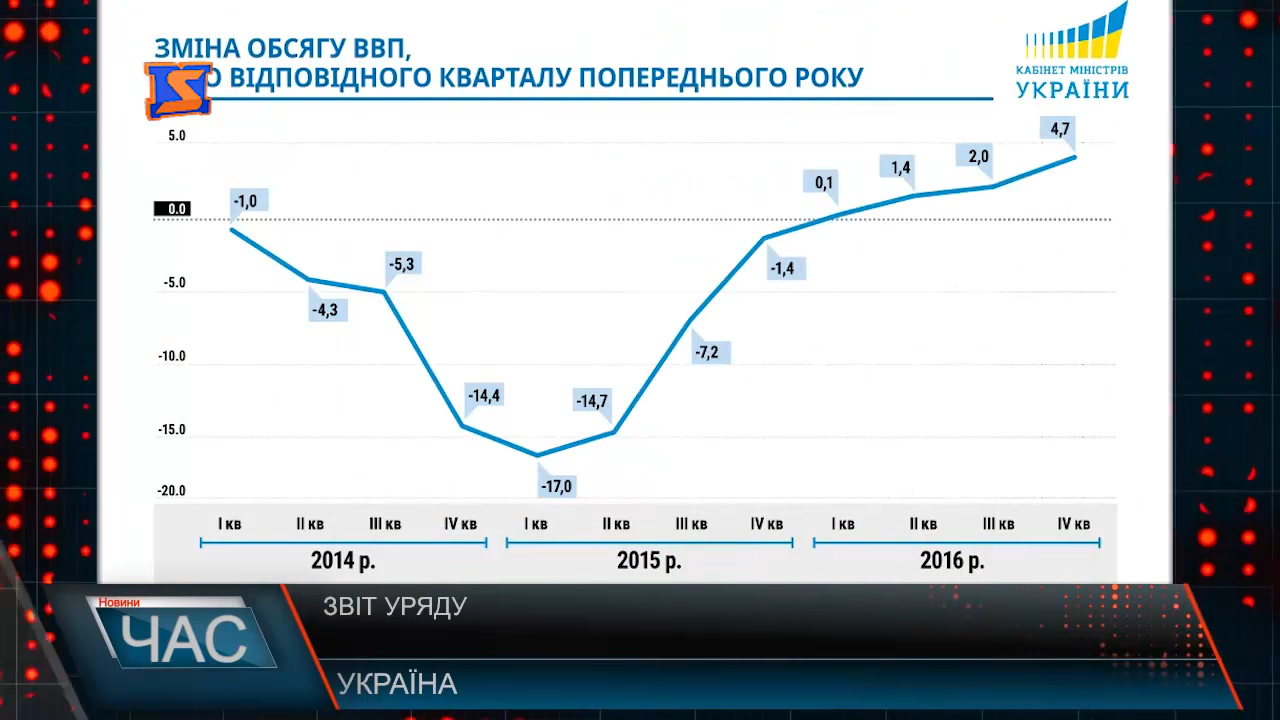 ЗМІНА ОБСЯГУ ВВП,
О ВІДПОВІДНОГО КВАРТАЛУ ПОПЕРЕДНЬОГО РОКУ
КАБІНЕТ МІНІСТРІВ
УКРАЇНИ
5.0
0.0
-5.0
-10.0
-15.0
-20.0
-1,0
-4,3
-5,3
-14,4
-17,0
-14,7
-7,2
-1,4
0,1
1,4
2,0
4,7
I кв II кв III кв IV кв I кв II кв III кв IV кв I кв II кв III кв IV кв
2014 р. 2015 р. 2016 р.
Новини
ЧАС
ЗВІТ УРЯДУ
УКРАЇНА